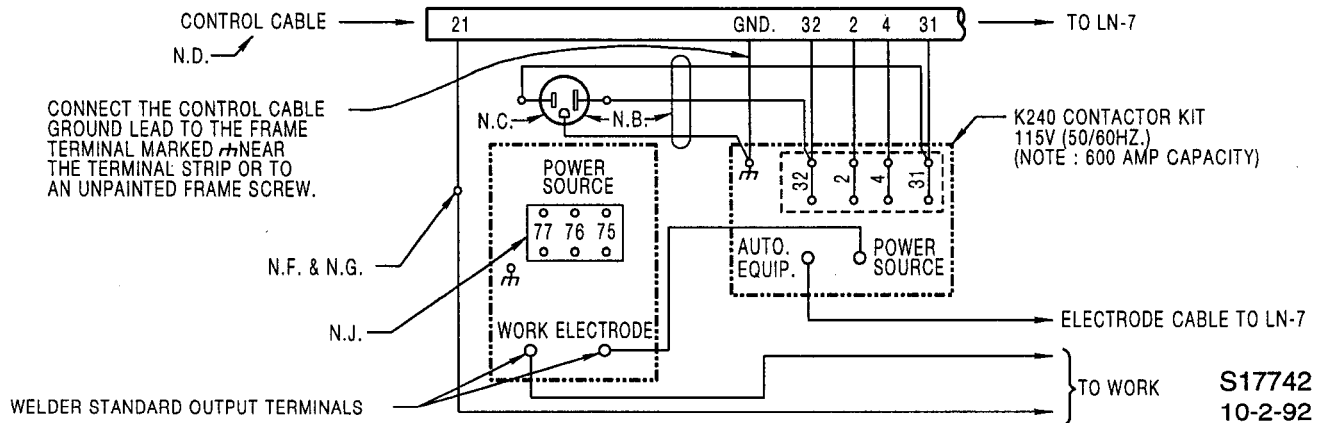 CONTROL CABLE
N.D.
21 GND. 32 2 4 31
TO LN-7
CONNECT THE CONTROL CABLE
GROUND LEAD TO THE FRAME
TERMINAL MARKED NEAR
THE TERMINAL STRIP OR TO
AN UNPAINTED FRAME SCREW.
N.C.
N.B.
K240 CONTACTOR KIT
115V (50/60HZ.)
(NOTE : 600 AMP CAPACITY)
32 2 4 31
POWER
SOURCE
77 76 75
AUTO.
EQUIP.
POWER
SOURCE
N.F. & N.G.
N.J.
WORK ELECTRODE
ELECTRODE CABLE TO LN-7
WELDER STANDARD OUTPUT TERMINALS
TO WORK
S17742
10-2-92